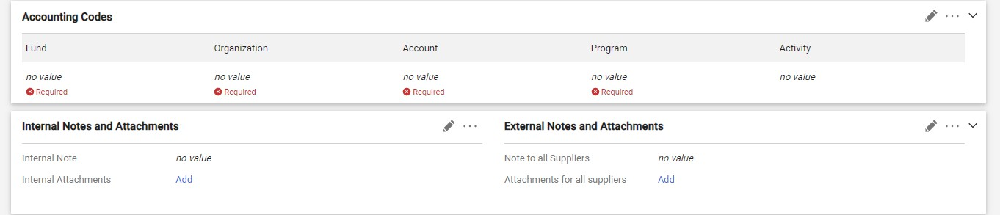 Accounting Codes
Fund Organization Account Program Activity
no value no value no value no value no value
Required Required Required Required
Internal Notes and Attachments External Notes and Attachments
Internal Note no value Note to all Suppliers no value
Internal Attachments Add Attachments for all suppliers Add